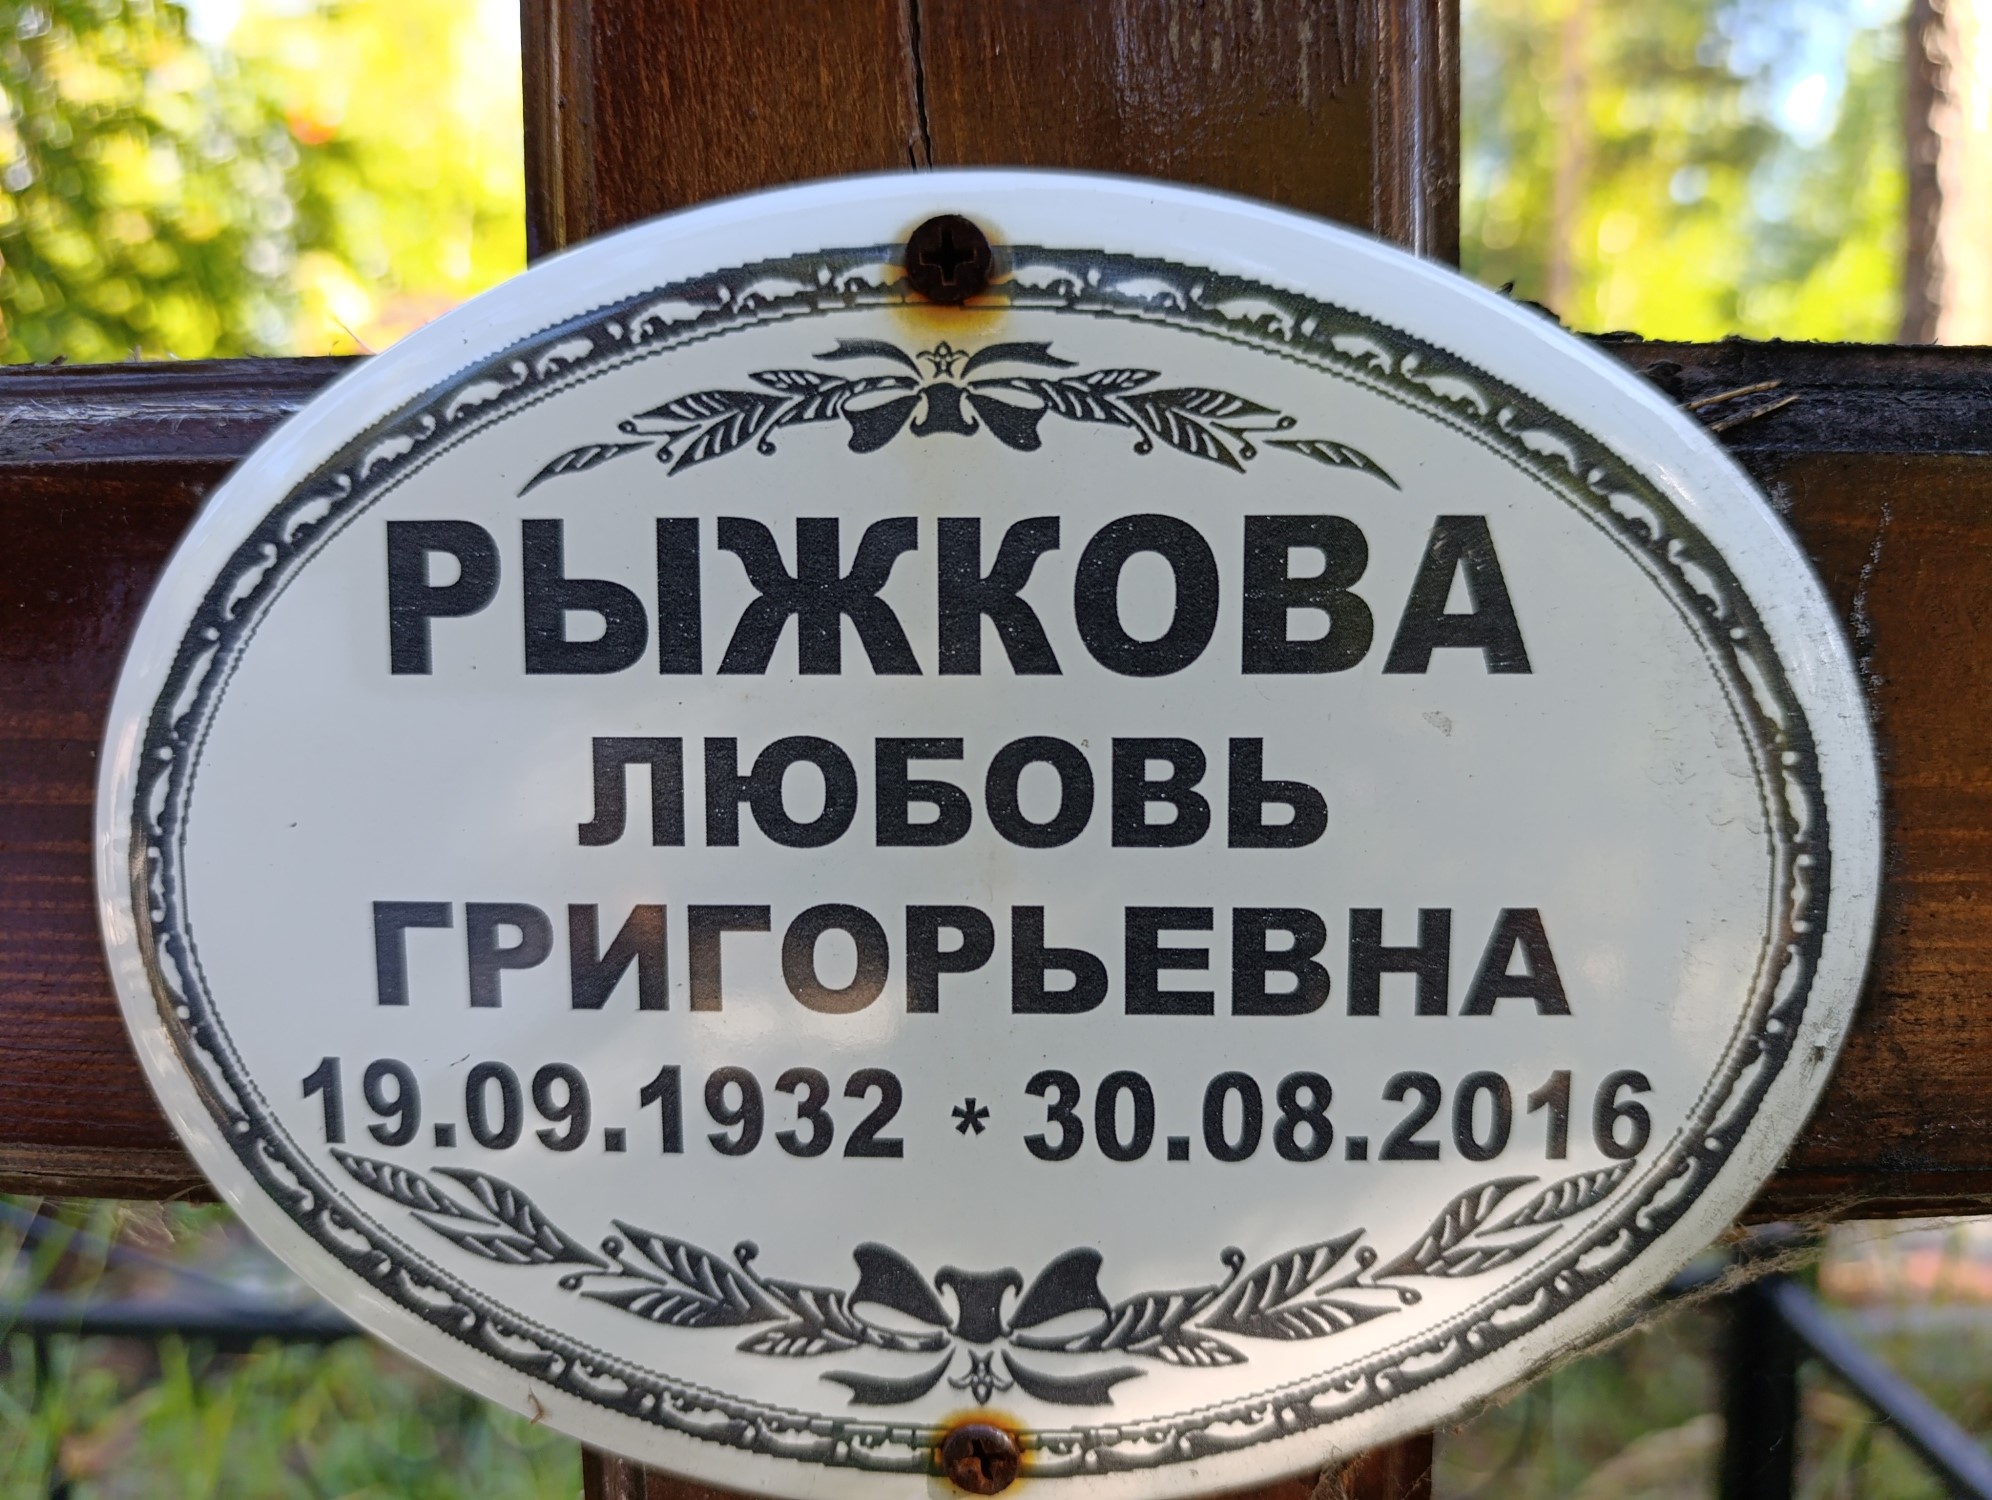 РЫЖКОВА
ЛЮБОВЬ
ГРИГОРЬЕВНА
19.09.1932 * 30.08.2016